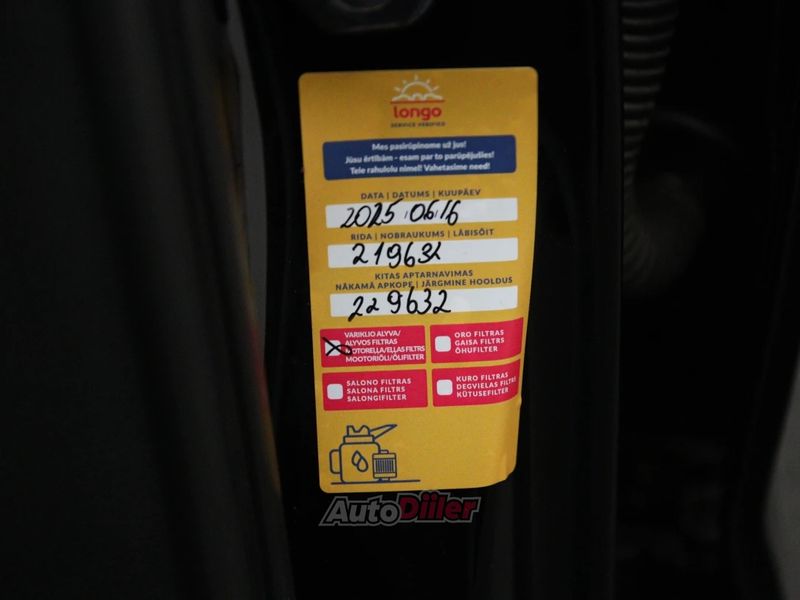 longo
SERVICE VERIFIED
Mes pasirūpinome už jus!
Jūsu ērtībām - esam par to parūpējušies!
Teie rahulolu nimel! Vahetasime need!
DATA | DATUMS | KUUPÄEV
2025.06.16
RIDA | NOBRAUKUMS | LÄBISÕIT
219632
KITAS APTARNAVIMAS
NĀKAMĀ APKOPE | JÄRGMINE HOOLDUS
229632
VARIKLIO ALYVA/
ALYVOS FILTRAS
MOTOREĻĻA/EĻĻAS FILTRS
MOOTORIÕLI/ÕLIFILTER
ORO FILTRAS
GAISA FILTRS
ÕHUFILTER
SALONO FILTRAS
SALONA FILTRS
SALONGIFILTER
KURO FILTRAS
DEGVIELAS FILTRS
KÜTUSEFILTER
AutoDiiler